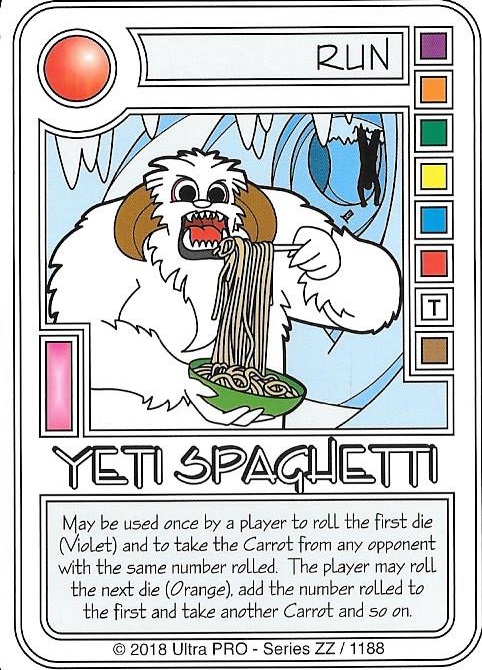 RUN
T
YETI SPAGHETTI
May be used once by a player to roll the first die
(Violet) and to take the Carrot from any opponent
with the same number rolled. The player may roll
the next die (Orange), add the number rolled to
the first and take another Carrot and so on.
© 2018 Ultra PRO - Series ZZ / 1188